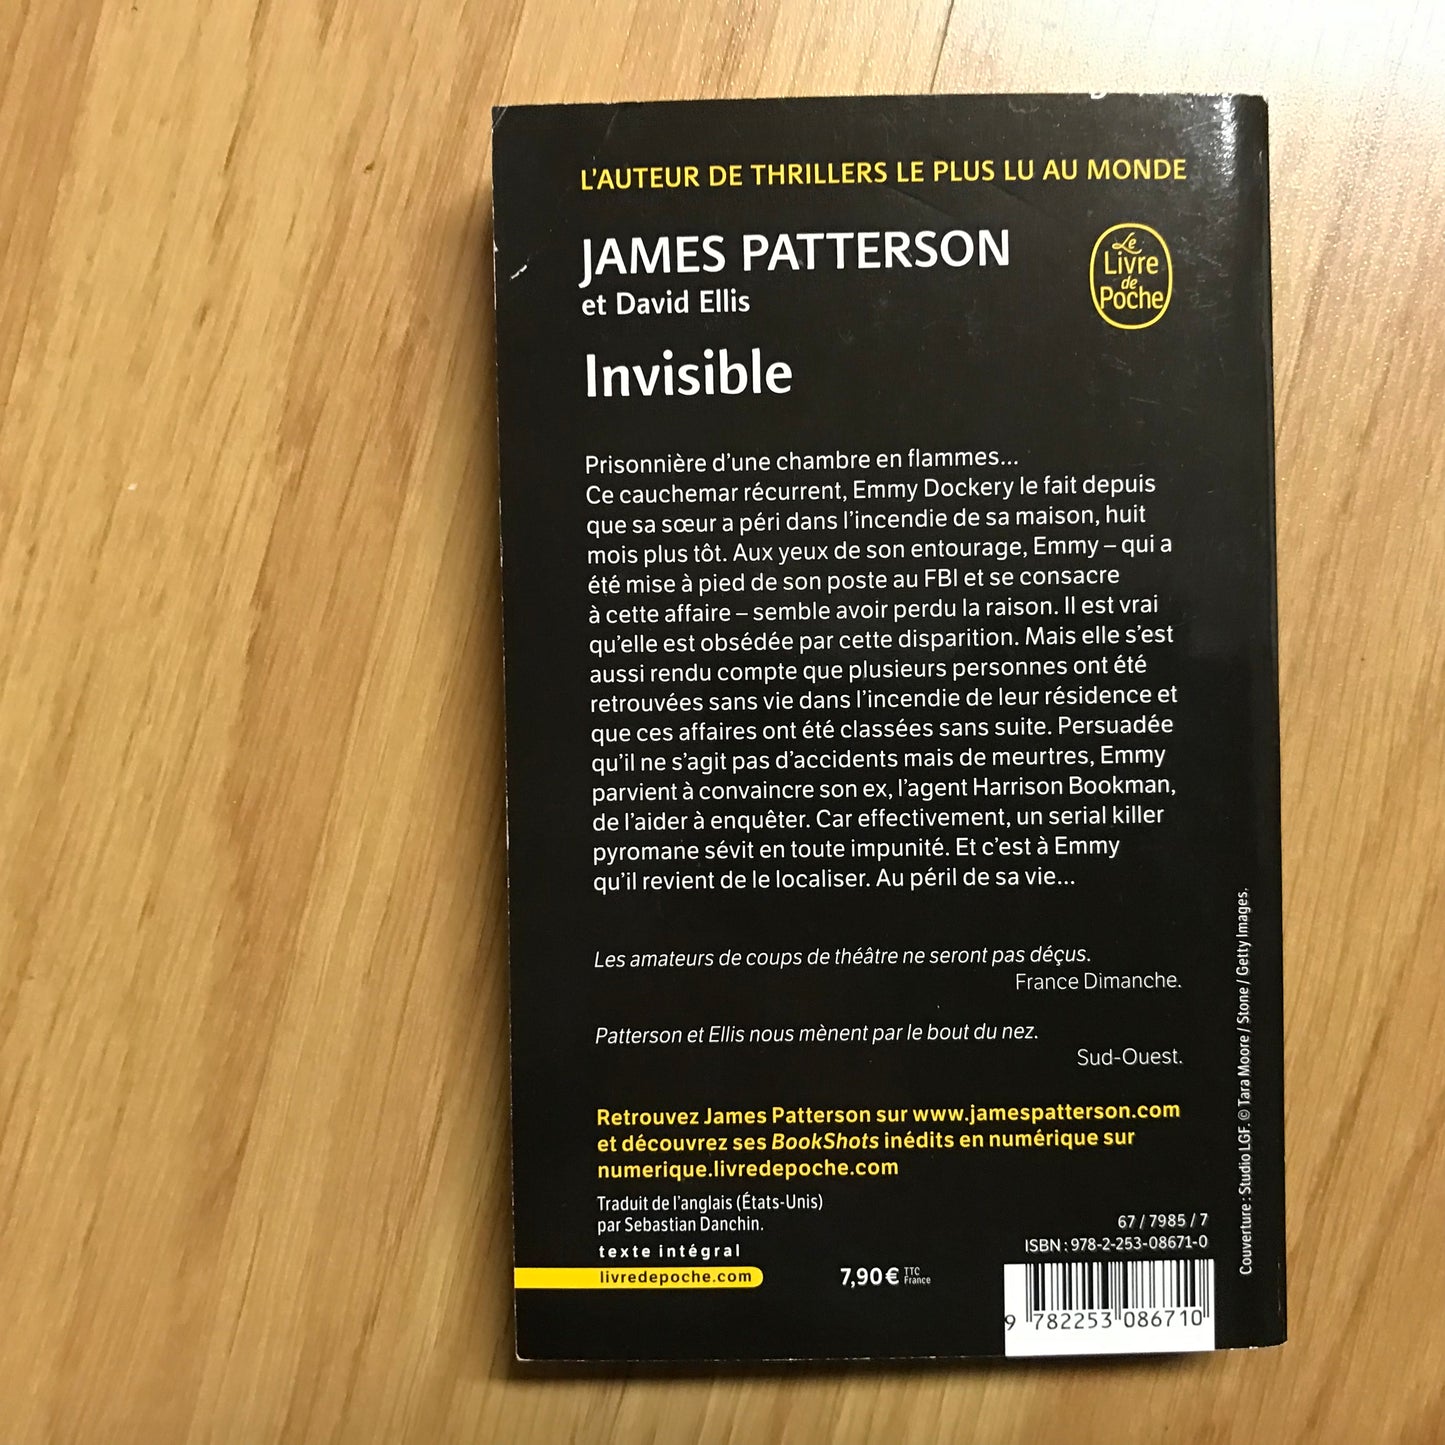 L'AUTEUR DE THRILLERS LE PLUS LU AU MONDE
JAMES PATTERSON
et David Ellis
Le
Livre
de
Poche
Invisible
Prisonnière d'une chambre en flammes...
Ce cauchemar récurrent, Emmy Dockery le fait depuis
que sa sœur a péri dans l'incendie de sa maison, huit
mois plus tôt. Aux yeux de son entourage, Emmy – qui a
été mise à pied de son poste au FBI et se consacre
à cette affaire – semble avoir perdu la raison. Il est vrai
qu'elle est obsédée par cette disparition. Mais elle s'est
aussi rendu compte que plusieurs personnes ont été
retrouvées sans vie dans l'incendie de leur résidence et
que ces affaires ont été classées sans suite. Persuadée
qu'il ne s'agit pas d'accidents mais de meurtres, Emmy
parvient à convaincre son ex, l'agent Harrison Bookman,
de l'aider à enquêter. Car effectivement, un serial killer
pyromane sévit en toute impunité. Et c'est à Emmy
qu'il revient de le localiser. Au péril de sa vie...
Les amateurs de coups de théâtre ne seront pas déçus.
France Dimanche.
Patterson et Ellis nous mènent par le bout du nez.
Sud-Ouest.
Retrouvez James Patterson sur www.jamespatterson.com
et découvrez ses BookShots inédits en numérique sur
numerique.livredepoche.com
Traduit de l'anglais (États-Unis)
par Sebastian Danchin.
texte intégral
livredepoche.com
7,90 € TTC
France
67 / 7985 / 7
ISBN : 978-2-253-08671-0
9 782253 086710
Couverture : Studio LGF. © Tara Moore / Stone / Getty Images.